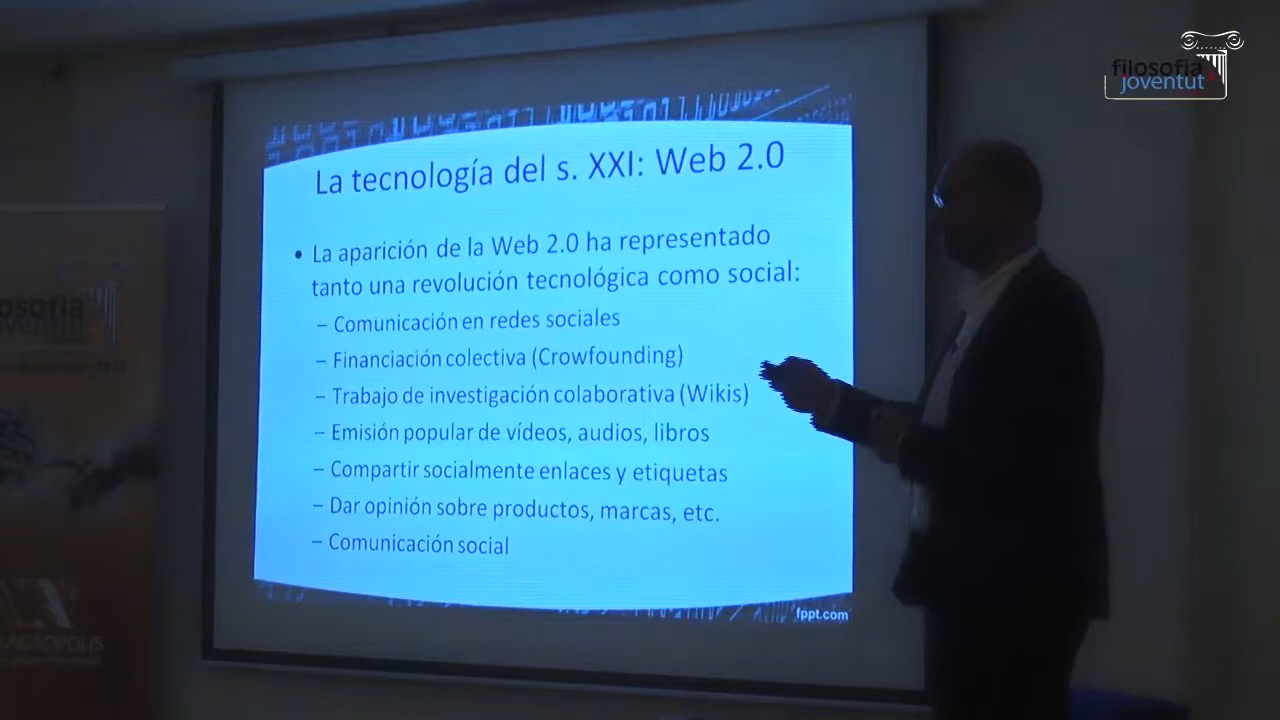 filosofia
joventut
La tecnología del s. XXI: Web 2.0
• La aparición de la Web 2.0 ha representado
tanto una revolución tecnológica como social:
– Comunicación en redes sociales
– Financiación colectiva (Crowfounding)
– Trabajo de investigación colaborativa (Wikis)
– Emisión popular de vídeos, audios, libros
– Compartir socialmente enlaces y etiquetas
– Dar opinión sobre productos, marcas, etc.
– Comunicación social
fppt.com